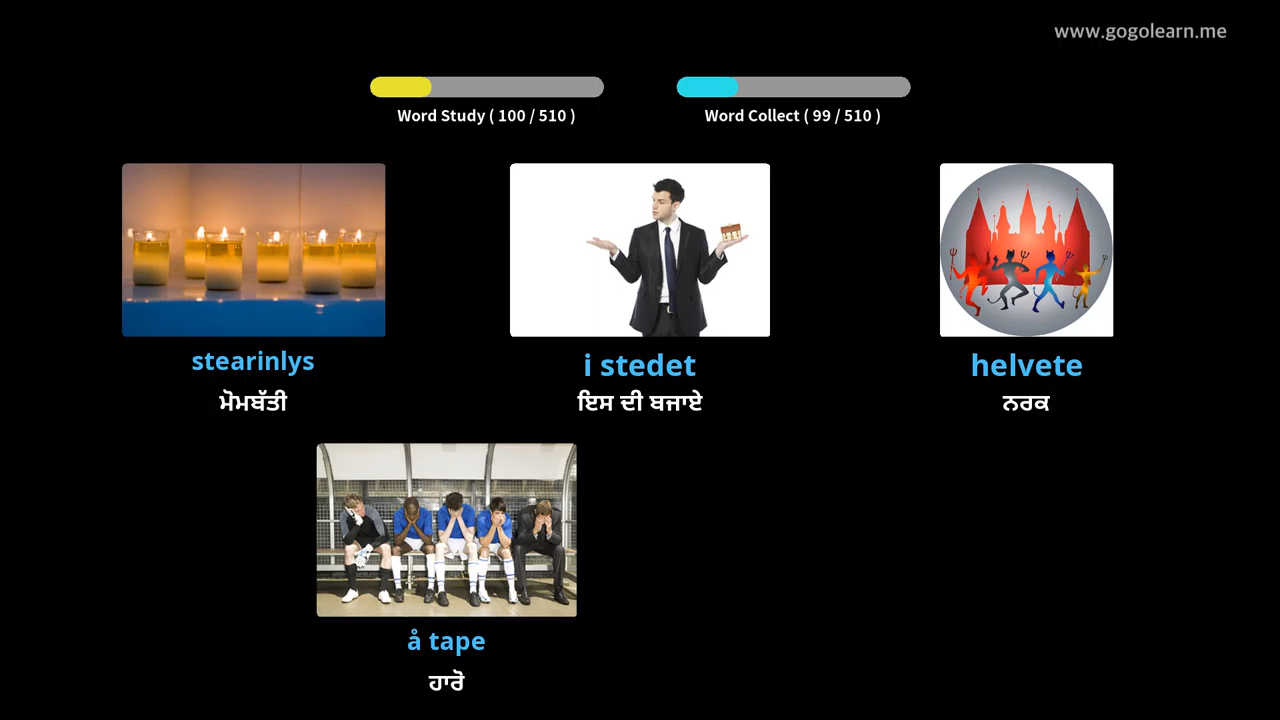 www.gogolearn.me
Word Study ( 100 / 510 )
Word Collect ( 99 / 510 )
stearinlys
i stedet
helvete
ਮੋਮਬੱਤੀ
ਇਸ ਦੀ ਬਜਾਏ
ਨਰਕ
å tape
ਹਾਰੋ